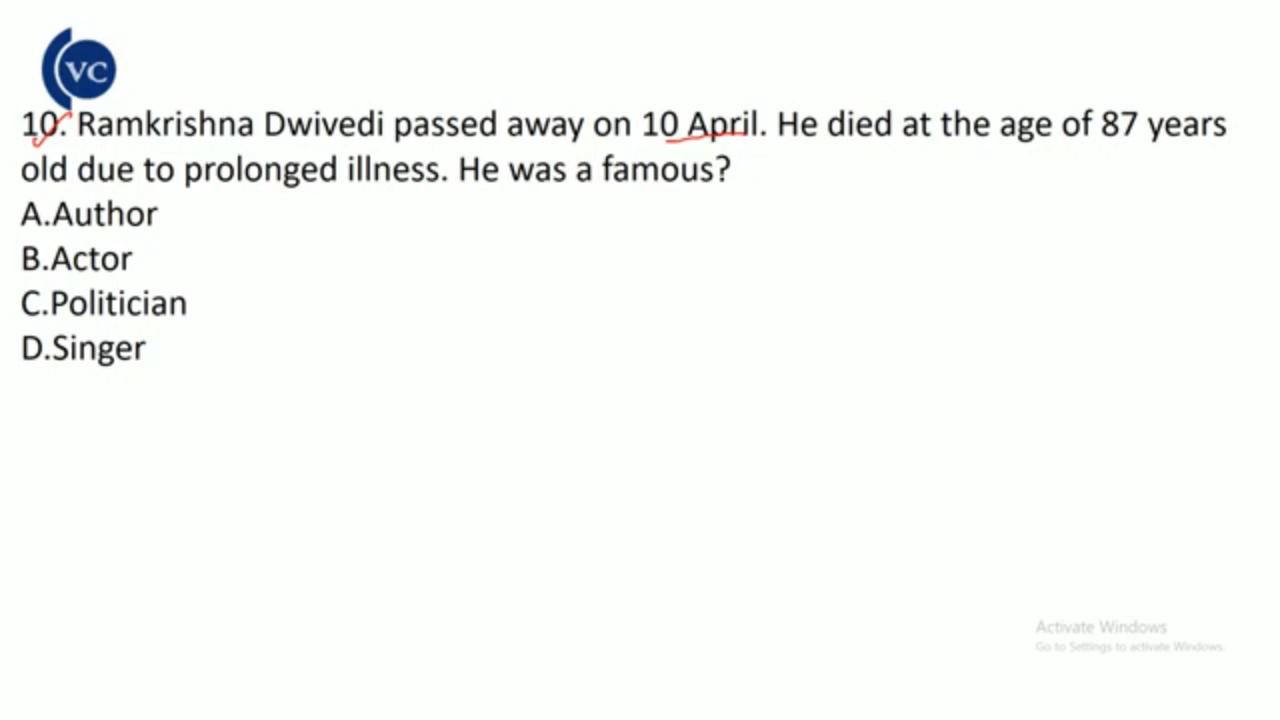 VC
10. Ramkrishna Dwivedi passed away on 10 April. He died at the age of 87 years
old due to prolonged illness. He was a famous?
A.Author
B.Actor
C.Politician
D.Singer
Activate Windows
Go to Settings to activate Windows.